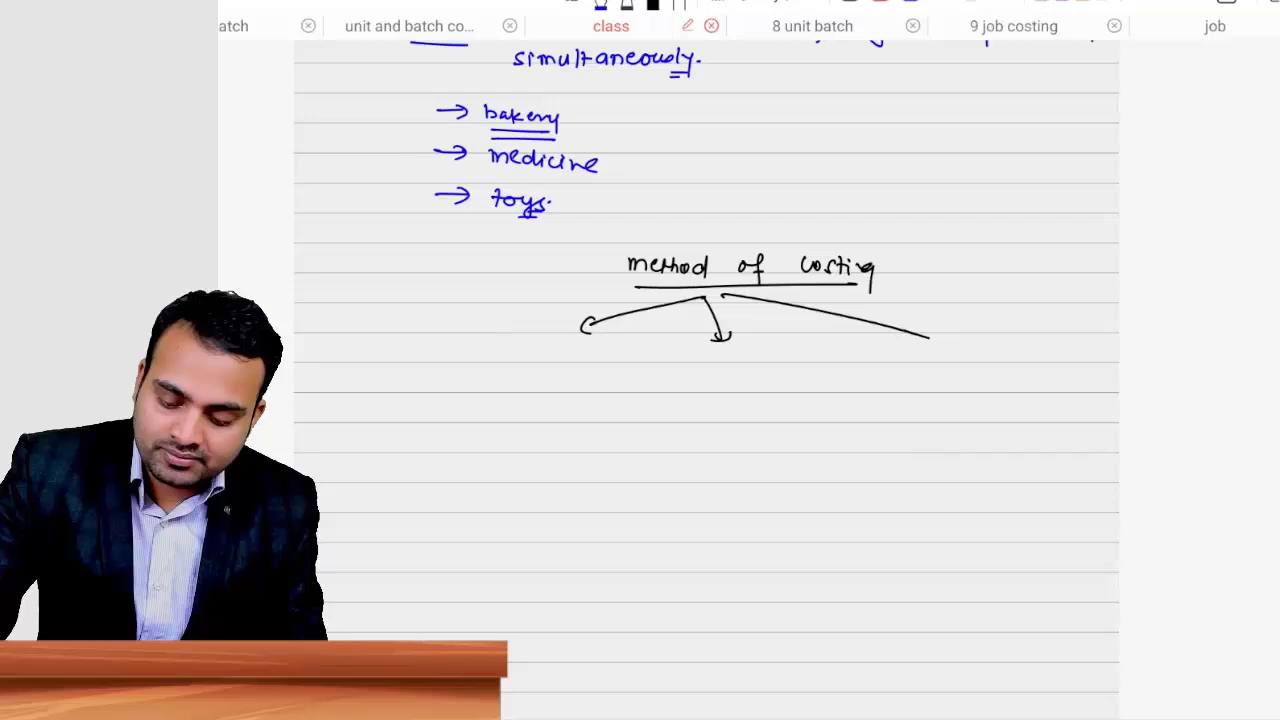 atch unit and batch co... class 8 unit batch 9 job costing job
simultaneously.
→ bakery
→ medicine
→ toys.
method of costing